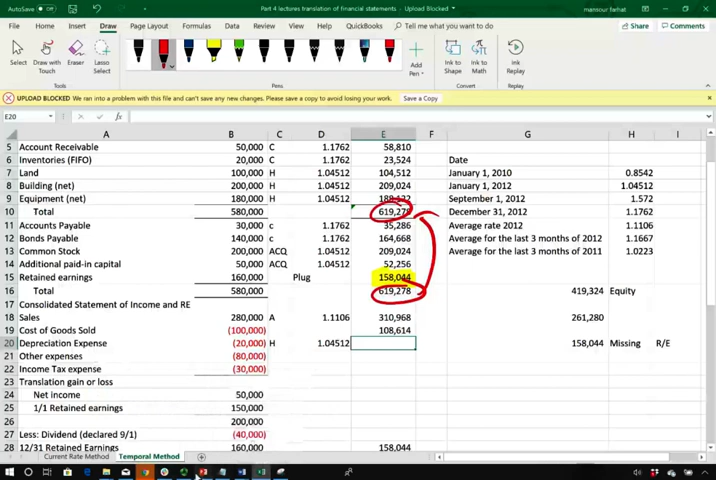 AutoSave Off Part 4 lectures translation of financial statements - Upload Blocked mansour farhat
File Home Insert Draw Page Layout Formulas Data Review View Help QuickBooks Tell me what you want to do Share Comments
Select Draw with Touch Eraser Lasso Select Add Pen Ink to Shape Ink to Math Ink Replay
Tools Pens Convert Replay
UPLOAD BLOCKED We ran into a problem with this file and can't save any new changes. Please save a copy to avoid losing your work. Save a Copy
E20 fx
A B C D E F G H I
5 Account Receivable 50,000 C 1.1762 58,810
6 Inventories (FIFO) 20,000 C 1.1762 23,524 Date
7 Land 100,000 H 1.04512 104,512 January 1, 2010 0.8542
8 Building (net) 200,000 H 1.04512 209,024 January 1, 2012 1.04512
9 Equipment (net) 180,000 H 1.04512 188,122 September 1, 2012 1.572
10 Total 580,000 619,278 December 31, 2012 1.1762
11 Accounts Payable 30,000 c 1.1762 35,286 Average rate 2012 1.1106
12 Bonds Payable 140,000 c 1.1762 164,668 Average for the last 3 months of 2012 1.1667
13 Common Stock 200,000 ACQ 1.04512 209,024 Average for the last 3 months of 2011 1.0223
14 Additional paid-in capital 50,000 ACQ 1.04512 52,256
15 Retained earnings 160,000 Plug 158,044
16 Total 580,000 619,278 419,324 Equity
17 Consolidated Statement of Income and RE
18 Sales 280,000 A 1.1106 310,968 261,280
19 Cost of Goods Sold (100,000) 108,614
20 Depreciation Expense (20,000) H 1.04512 158,044 Missing R/E
21 Other expenses (80,000)
22 Income Tax expense (30,000)
23 Translation gain or loss
24 Net income 50,000
25 1/1 Retained earnings 150,000
26 200,000
27 Less: Dividend (declared 9/1) (40,000)
28 12/31 Retained Earnings 160,000 158,044
Current Rate Method Temporal Method